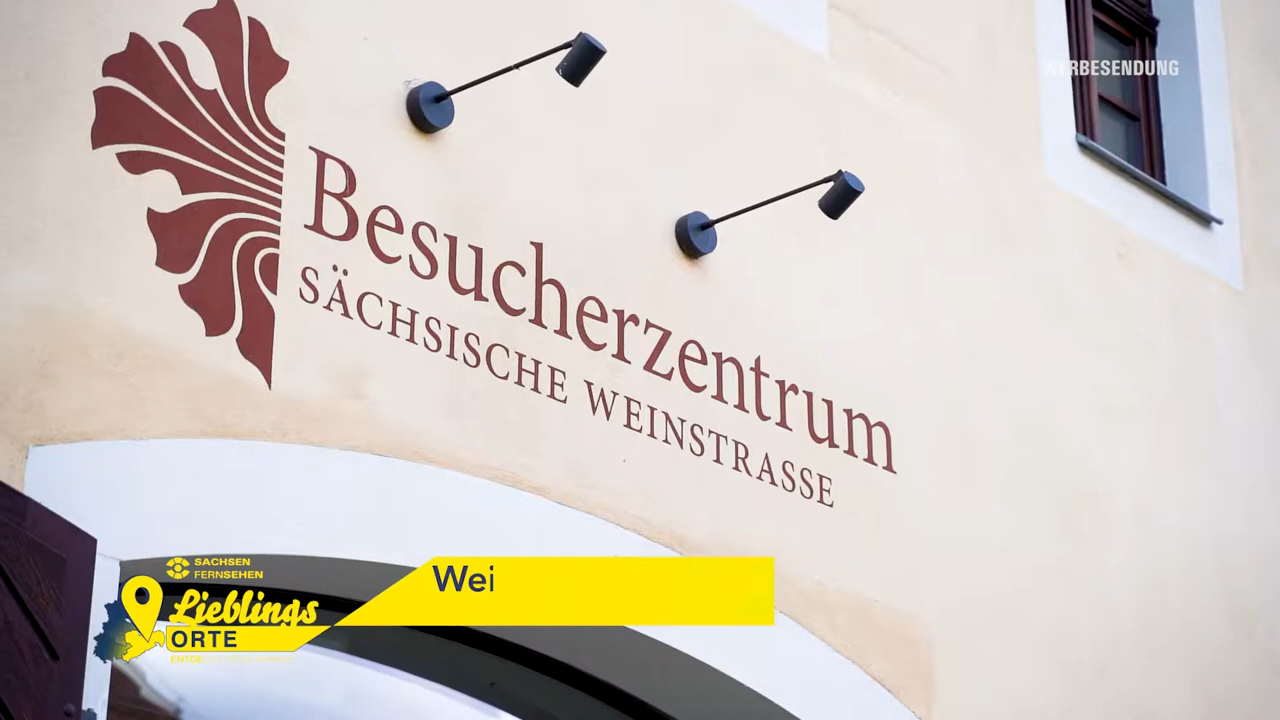 WERBESENDUNG
Besucherzentrum
SÄCHSISCHE WEINSTRASSE
SACHSEN
FERNSEHEN
Wei
Lieblings
ORTE